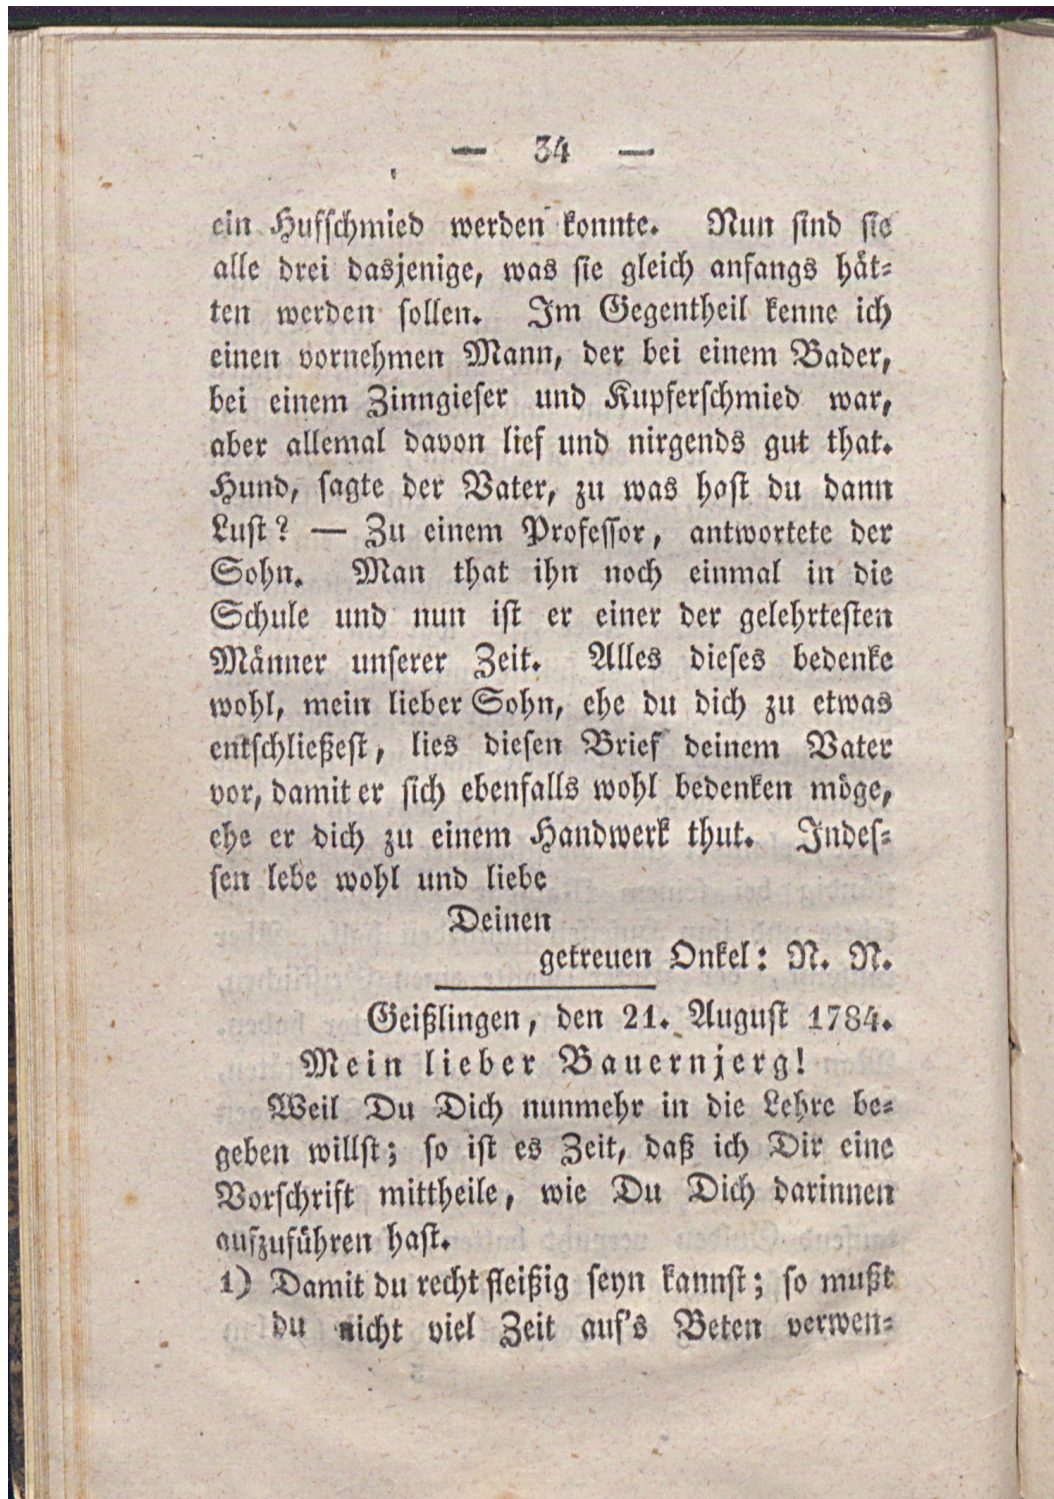 — 34 —
ein Hufschmied werden konnte. Nun sind sie
alle drei dasjenige, was sie gleich anfangs hät-
ten werden sollen. Im Gegentheil kenne ich
einen vornehmen Mann, der bei einem Bader,
bei einem Zinngieser und Kupferschmied war,
aber allemal davon lief und nirgends gut that.
Hund, sagte der Vater, zu was hast du dann
Lust? — Zu einem Professor, antwortete der
Sohn. Man that ihn noch einmal in die
Schule und nun ist er einer der gelehrtesten
Männer unserer Zeit. Alles dieses bedenke
wohl, mein lieber Sohn, ehe du dich zu etwas
entschließest, lies diesen Brief deinem Vater
vor, damit er sich ebenfalls wohl bedenken möge,
ehe er dich zu einem Handwerk thut. Indes-
sen lebe wohl und liebe
Deinen
getreuen Onkel: N. N.
Geißlingen, den 21. August 1784.
Mein lieber Bauernjerg!
Weil Du Dich nunmehr in die Lehre be-
geben willst; so ist es Zeit, daß ich Dir eine
Vorschrift mittheile, wie Du Dich darinnen
aufzuführen hast.
1) Damit du recht fleißig seyn kannst; so mußt
du nicht viel Zeit auf's Beten verwen-